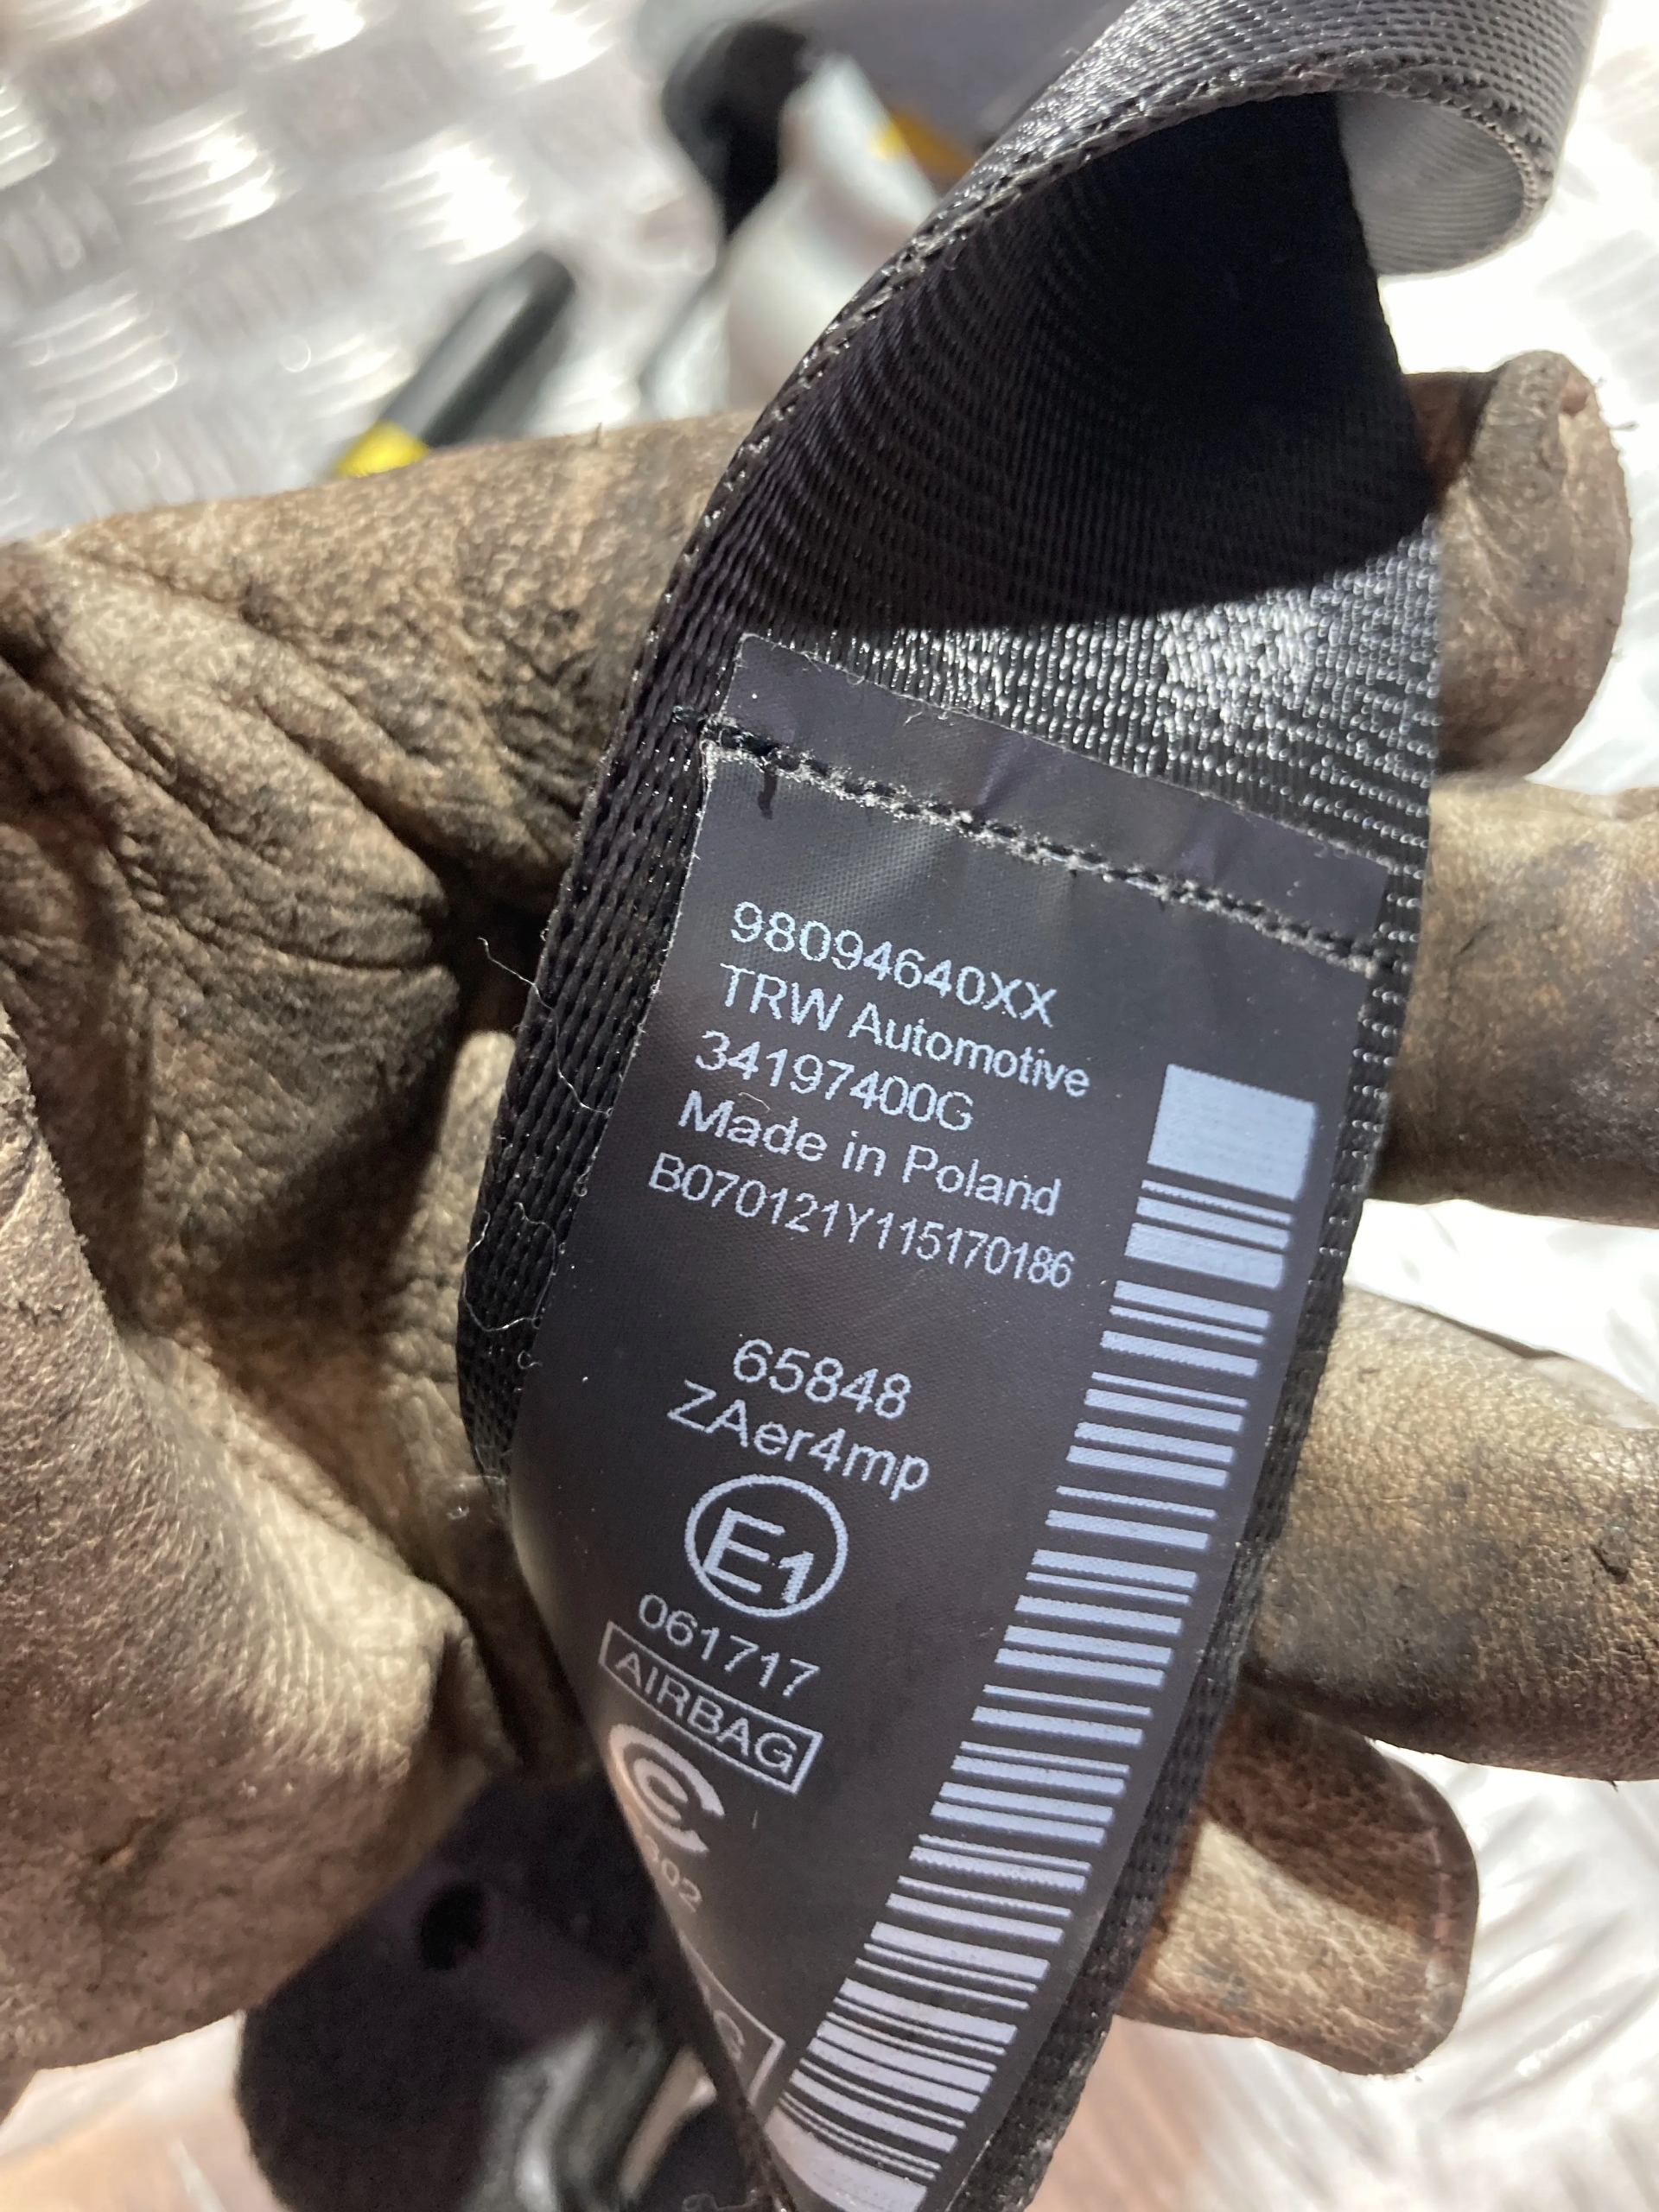 98094640XX
TRW Automotive
34197400G
Made in Poland
B070121Y115170186
65848
ZAer4mp
E1
061717
AIRBAG